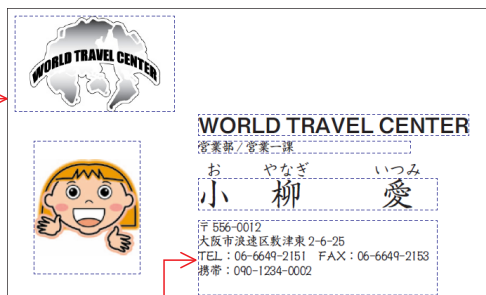 WORLD TRAVEL CENTER
WORLD TRAVEL CENTER
営業部/営業一課
お やなぎ いつみ
小 柳 愛
〒556-0012
大阪市浪速区敷津東2-6-25
TEL：06-6649-2151 FAX：06-6649-2153
携帯：090-1234-0002